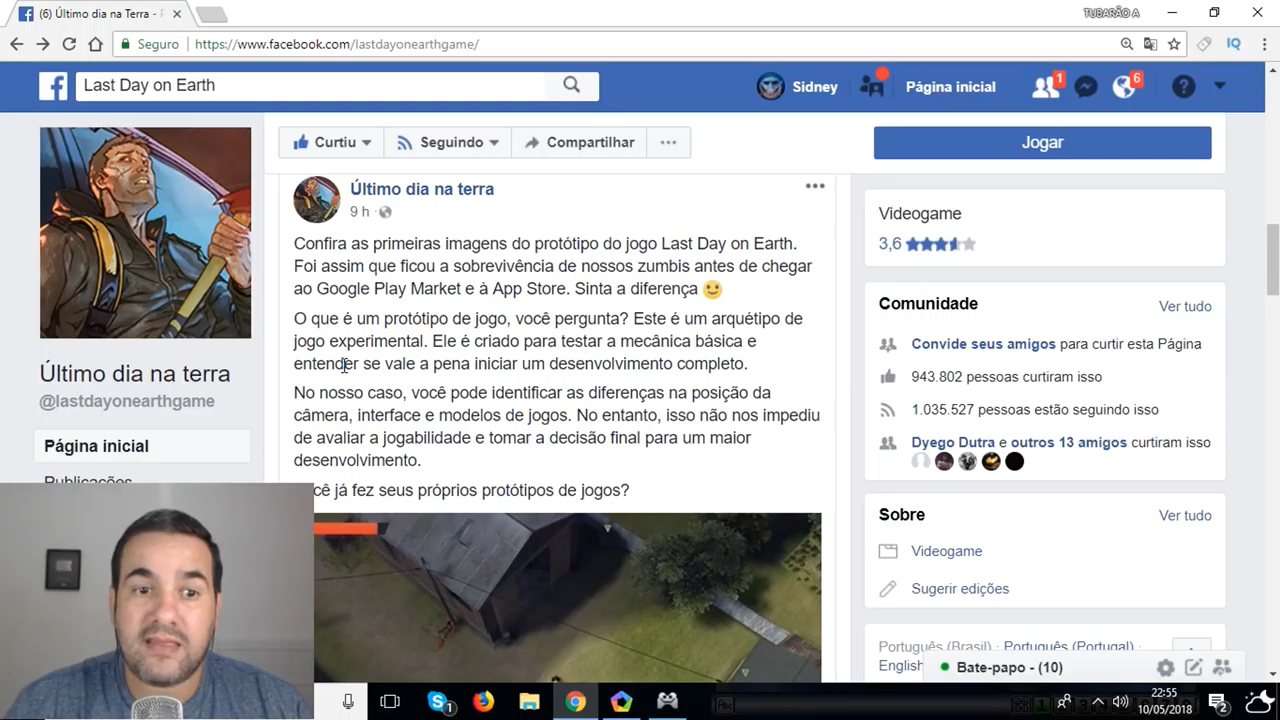 (6) Último dia na Terra - 
TUBARÃO A
Seguro
https://www.facebook.com/lastdayonearthgame/
Last Day on Earth
Sidney
Página inicial
1
6
Curtiu
Seguindo
Compartilhar
Jogar
Último dia na terra
9 h
Confira as primeiras imagens do protótipo do jogo Last Day on Earth.
Foi assim que ficou a sobrevivência de nossos zumbis antes de chegar
ao Google Play Market e à App Store. Sinta a diferença
O que é um protótipo de jogo, você pergunta? Este é um arquétipo de
jogo experimental. Ele é criado para testar a mecânica básica e
entender se vale a pena iniciar um desenvolvimento completo.
No nosso caso, você pode identificar as diferenças na posição da
câmera, interface e modelos de jogos. No entanto, isso não nos impediu
de avaliar a jogabilidade e tomar a decisão final para um maior
desenvolvimento.
cê já fez seus próprios protótipos de jogos?
Último dia na terra
@lastdayonearthgame
Página inicial
Publicações
Videogame
3,6
Comunidade
Ver tudo
Convide seus amigos para curtir esta Página
943.802 pessoas curtiram isso
1.035.527 pessoas estão seguindo isso
Dyego Dutra e outros 13 amigos curtiram isso
Sobre
Ver tudo
Videogame
Sugerir edições
Português (Brasil) · Português (Portugal) ·
English
Bate-papo - (10)
1
22:55
10/05/2018
2